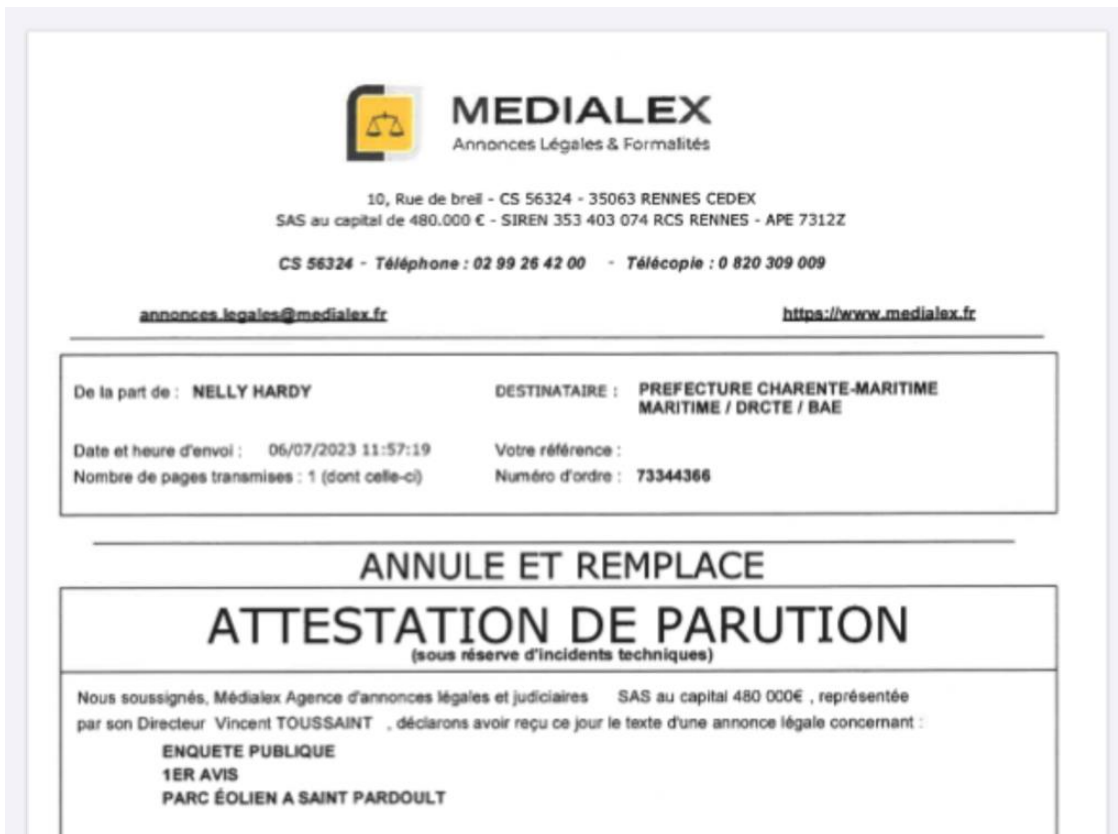 MEDIALEX
Annonces Légales & Formalités
10, Rue de breil - CS 56324 - 35063 RENNES CEDEX
SAS au capital de 480.000 € - SIREN 353 403 074 RCS RENNES - APE 7312Z
CS 56324 - Téléphone : 02 99 26 42 00 - Télécopie : 0 820 309 009
annonces.legales@medialex.fr https://www.medialex.fr
De la part de : NELLY HARDY DESTINATAIRE : PREFECTURE CHARENTE-MARITIME
MARITIME / DRCTE / BAE
Date et heure d'envoi : 06/07/2023 11:57:19 Votre référence :
Nombre de pages transmises : 1 (dont celle-ci) Numéro d'ordre : 73344366
ANNULE ET REMPLACE
ATTESTATION DE PARUTION
(sous réserve d'incidents techniques)
Nous soussignés, Médialex Agence d'annonces légales et judiciaires SAS au capital 480 000€ , représentée
par son Directeur Vincent TOUSSAINT , déclarons avoir reçu ce jour le texte d'une annonce légale concernant :
ENQUETE PUBLIQUE
1ER AVIS
PARC ÉOLIEN A SAINT PARDOULT